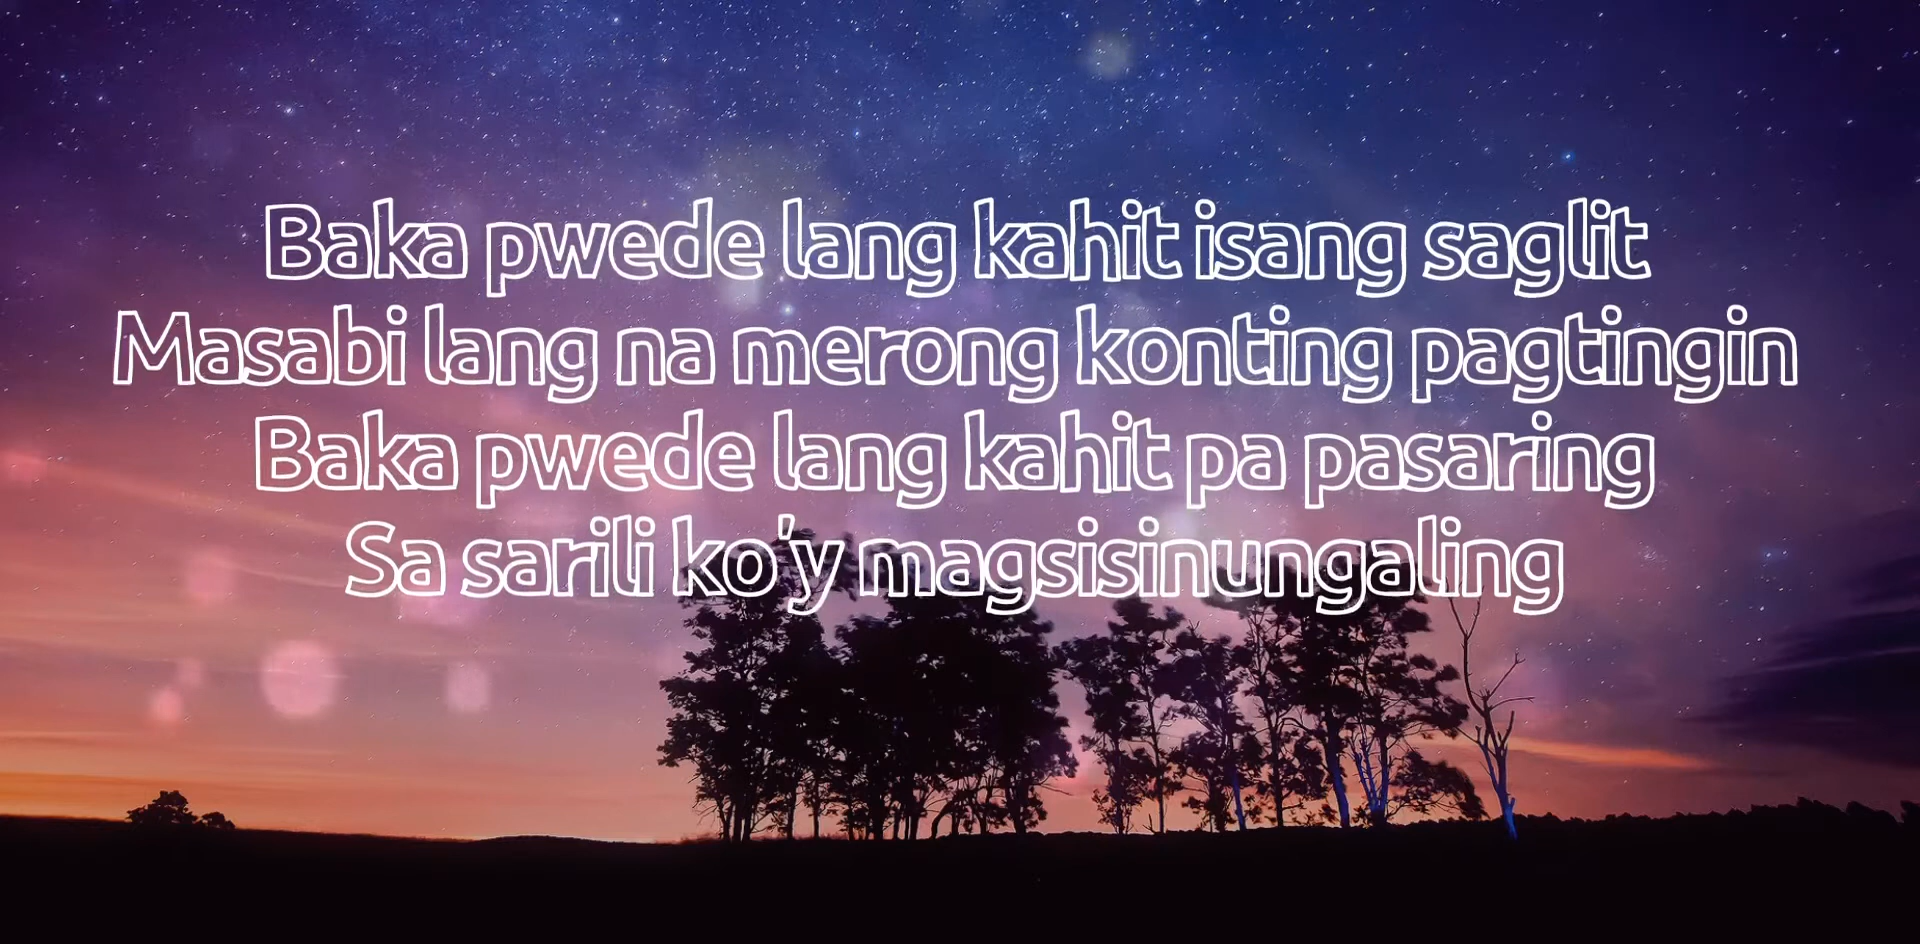 Baka pwede lang kahit isang saglit
Masabi lang na merong konting pagtingin
Baka pwede lang kahit pa pasaring
Sa sarili ko'y magsisinungaling